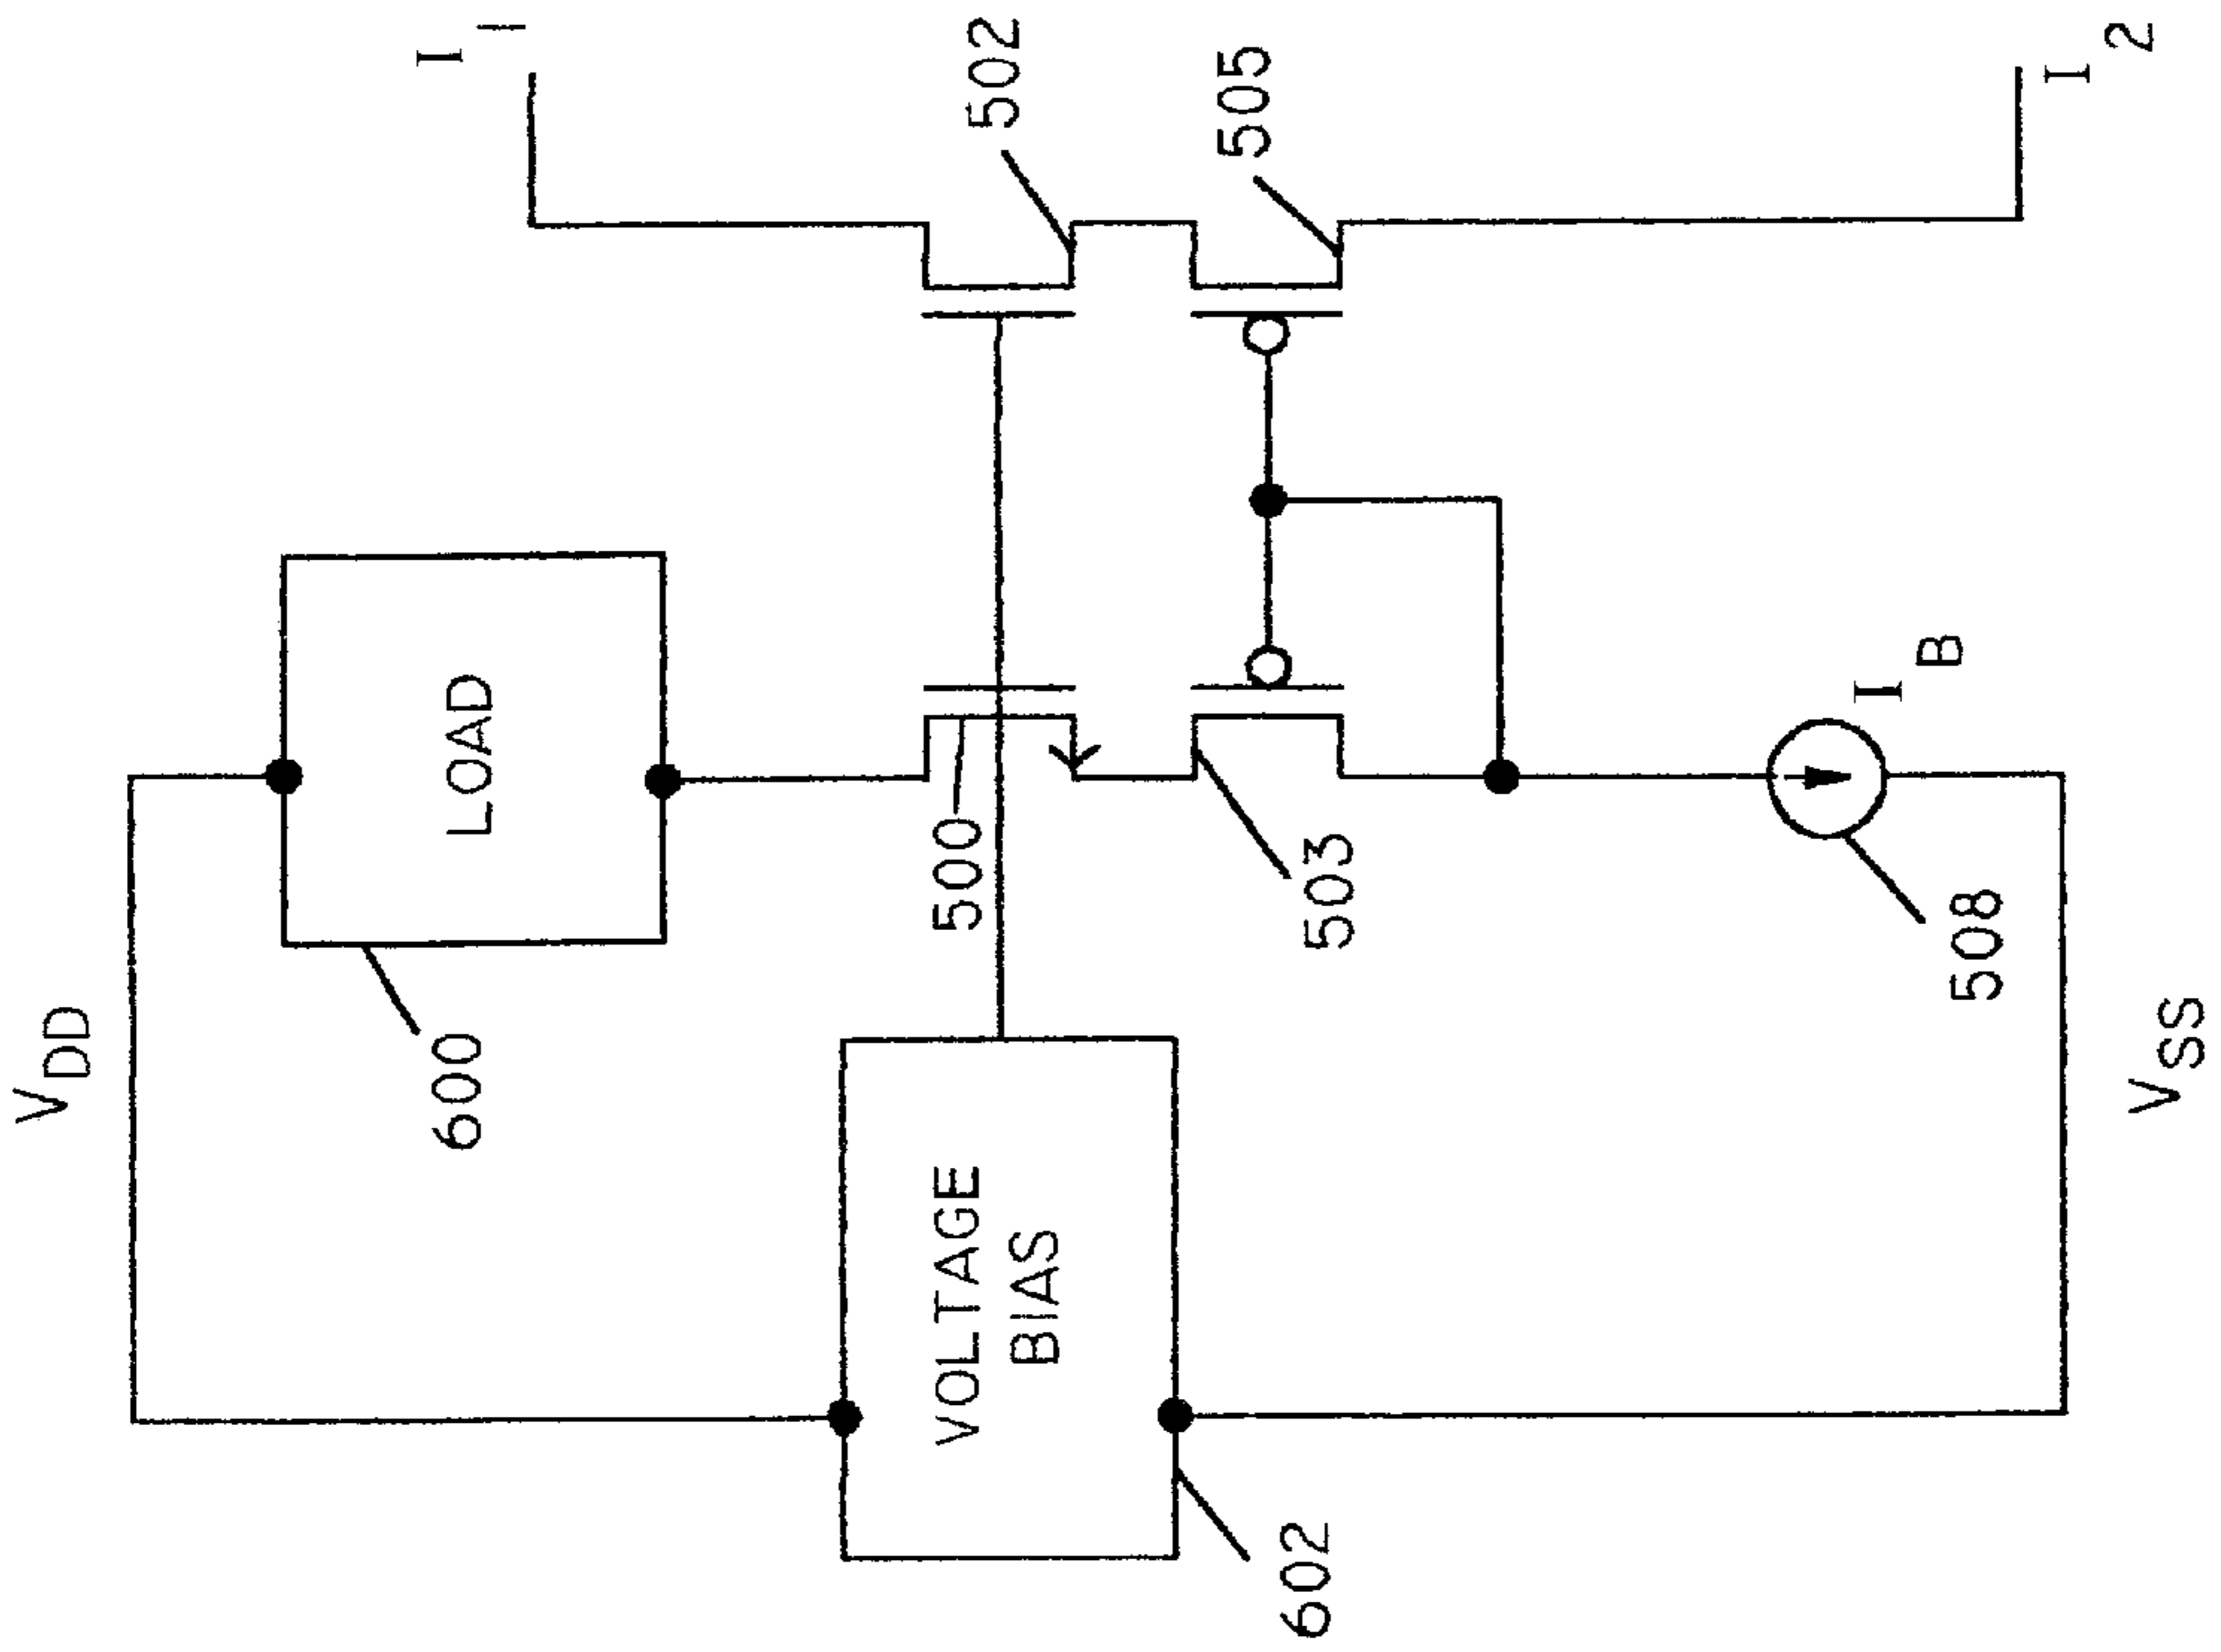 V DD
I 1
LOAD
600
500
502
VOLTAGE
BIAS
503
505
602
I B
508
V SS
I 2